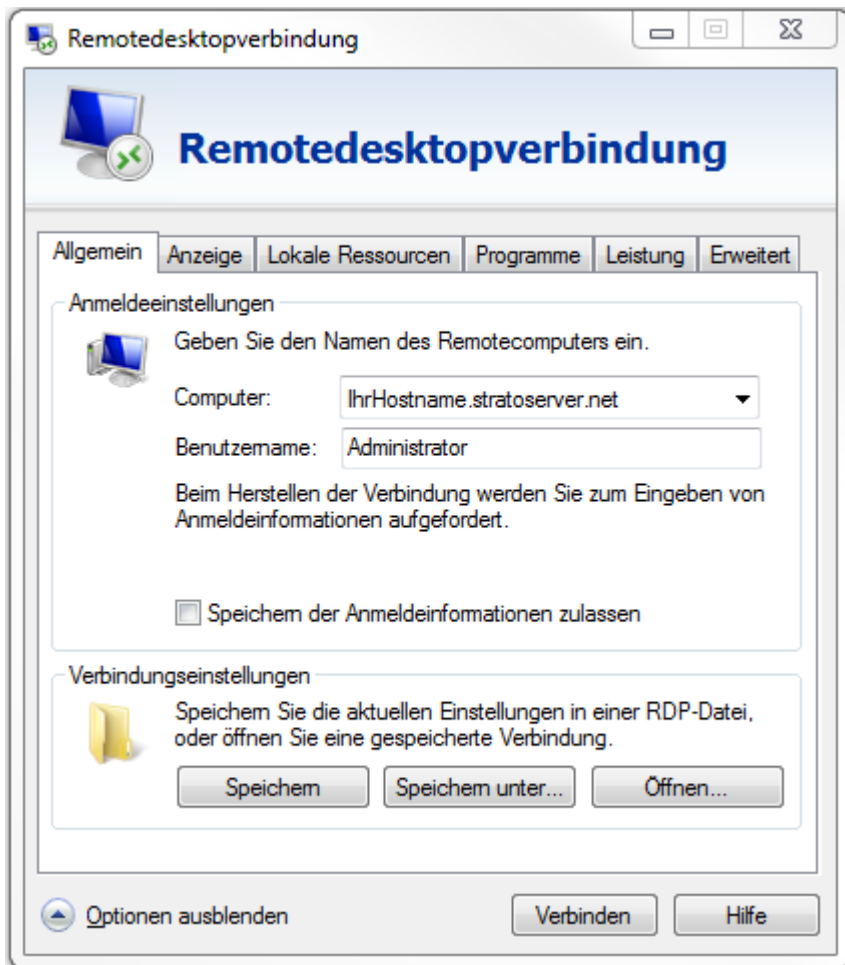 Remotedesktopverbindung
Remotedesktopverbindung
Allgemein Anzeige Lokale Ressourcen Programme Leistung Erweitert
Anmeldeeinstellungen
Geben Sie den Namen des Remotecomputers ein.
Computer: IhrHostname.stratoserver.net
Benutzername: Administrator
Beim Herstellen der Verbindung werden Sie zum Eingeben von
Anmeldeinformationen aufgefordert.
Speichern der Anmeldeinformationen zulassen
Verbindungseinstellungen
Speichern Sie die aktuellen Einstellungen in einer RDP-Datei,
oder öffnen Sie eine gespeicherte Verbindung.
Speichern Speichern unter... Öffnen...
Optionen ausblenden Verbinden Hilfe